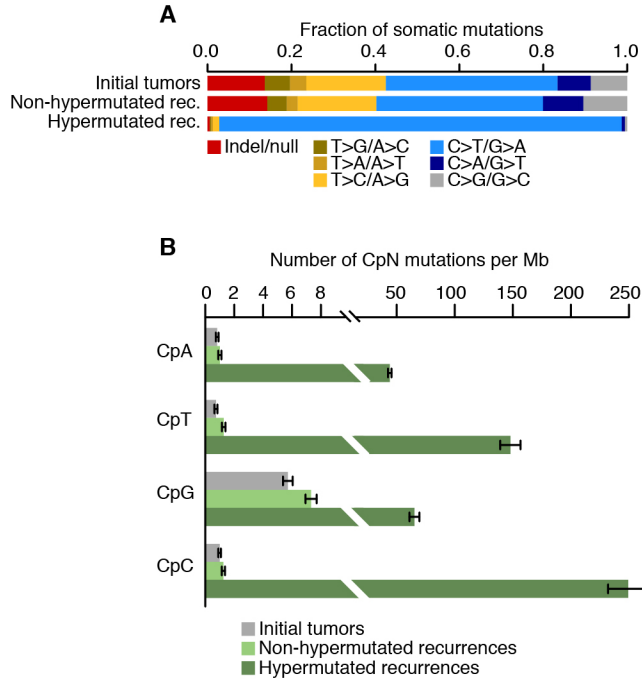 A
Fraction of somatic mutations
0.0 0.2 0.4 0.6 0.8 1.0
Initial tumors
Non-hypermutated rec.
Hypermutated rec.
Indel/null T>G/A>C C>T/G>A
T>A/A>T C>A/G>T
T>C/A>G C>G/G>C
B
Number of CpN mutations per Mb
0 2 4 6 8 50 100 150 200 250
CpA
CpT
CpG
CpC
Initial tumors
Non-hypermutated recurrences
Hypermutated recurrences